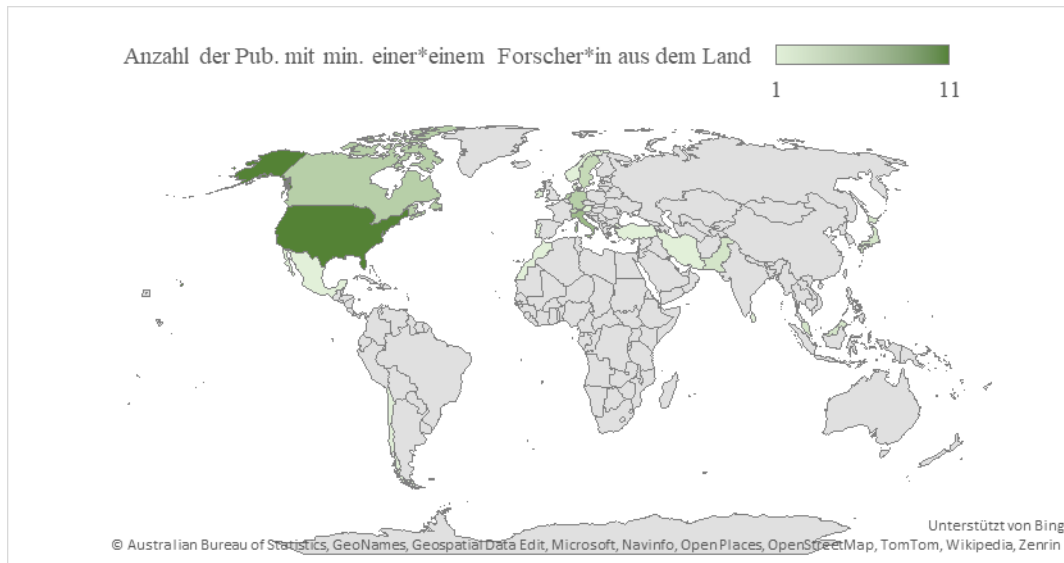 Anzahl der Pub. mit min. einer*einem Forscher*in aus dem Land
1 11
Unterstützt von Bing
© Australian Bureau of Statistics, GeoNames, Geospatial Data Edit, Microsoft, Navinfo, Open Places, OpenStreetMap, TomTom, Wikipedia, Zenrin